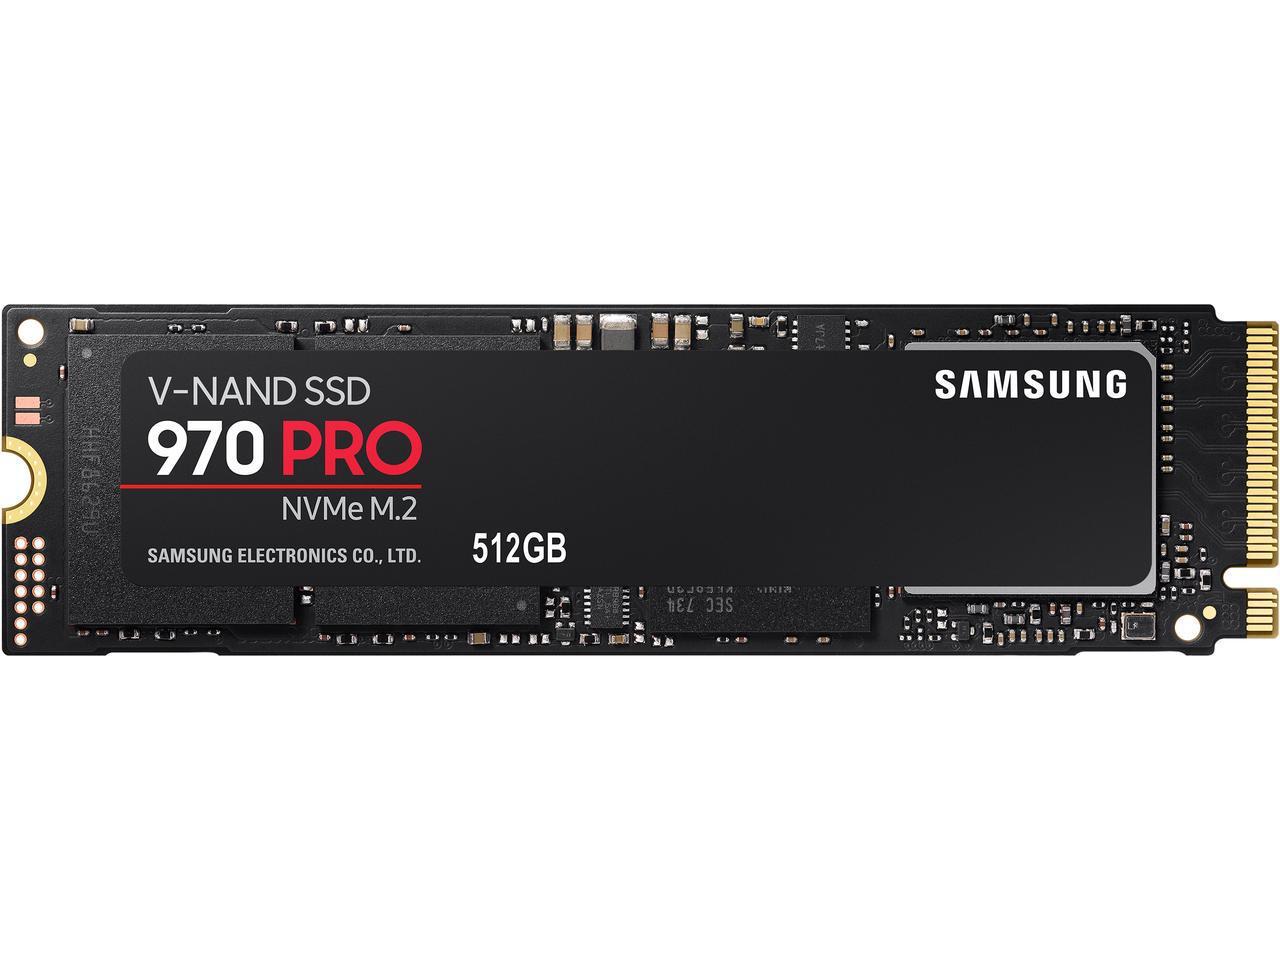 V-NAND SSD
SAMSUNG
970 PRO
NVMe M.2
SAMSUNG ELECTRONICS CO., LTD.
512GB
SEC 734